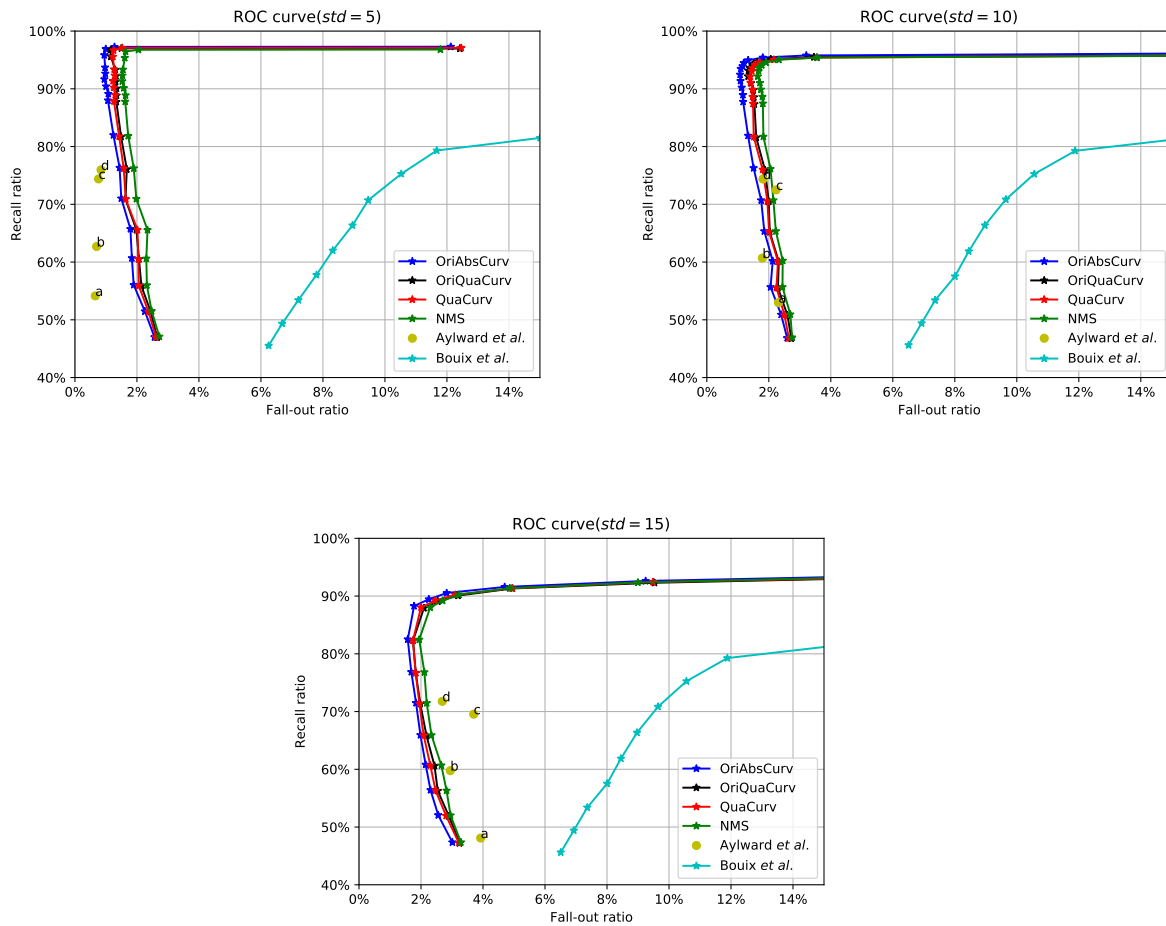 ROC curve(std = 5)
100%
90%
80%
70%
60%
50%
40%
Recall ratio
d
c
b
a
OriAbsCurv
OriQuaCurv
QuaCurv
NMS
Aylward et al.
Bouix et al.
0% 2% 4% 6% 8% 10% 12% 14%
Fall-out ratio
ROC curve(std = 10)
100%
90%
80%
70%
60%
50%
40%
Recall ratio
d
c
b
a
OriAbsCurv
OriQuaCurv
QuaCurv
NMS
Aylward et al.
Bouix et al.
0% 2% 4% 6% 8% 10% 12% 14%
Fall-out ratio
ROC curve(std = 15)
100%
90%
80%
70%
60%
50%
40%
Recall ratio
d
c
b
a
OriAbsCurv
OriQuaCurv
QuaCurv
NMS
Aylward et al.
Bouix et al.
0% 2% 4% 6% 8% 10% 12% 14%
Fall-out ratio